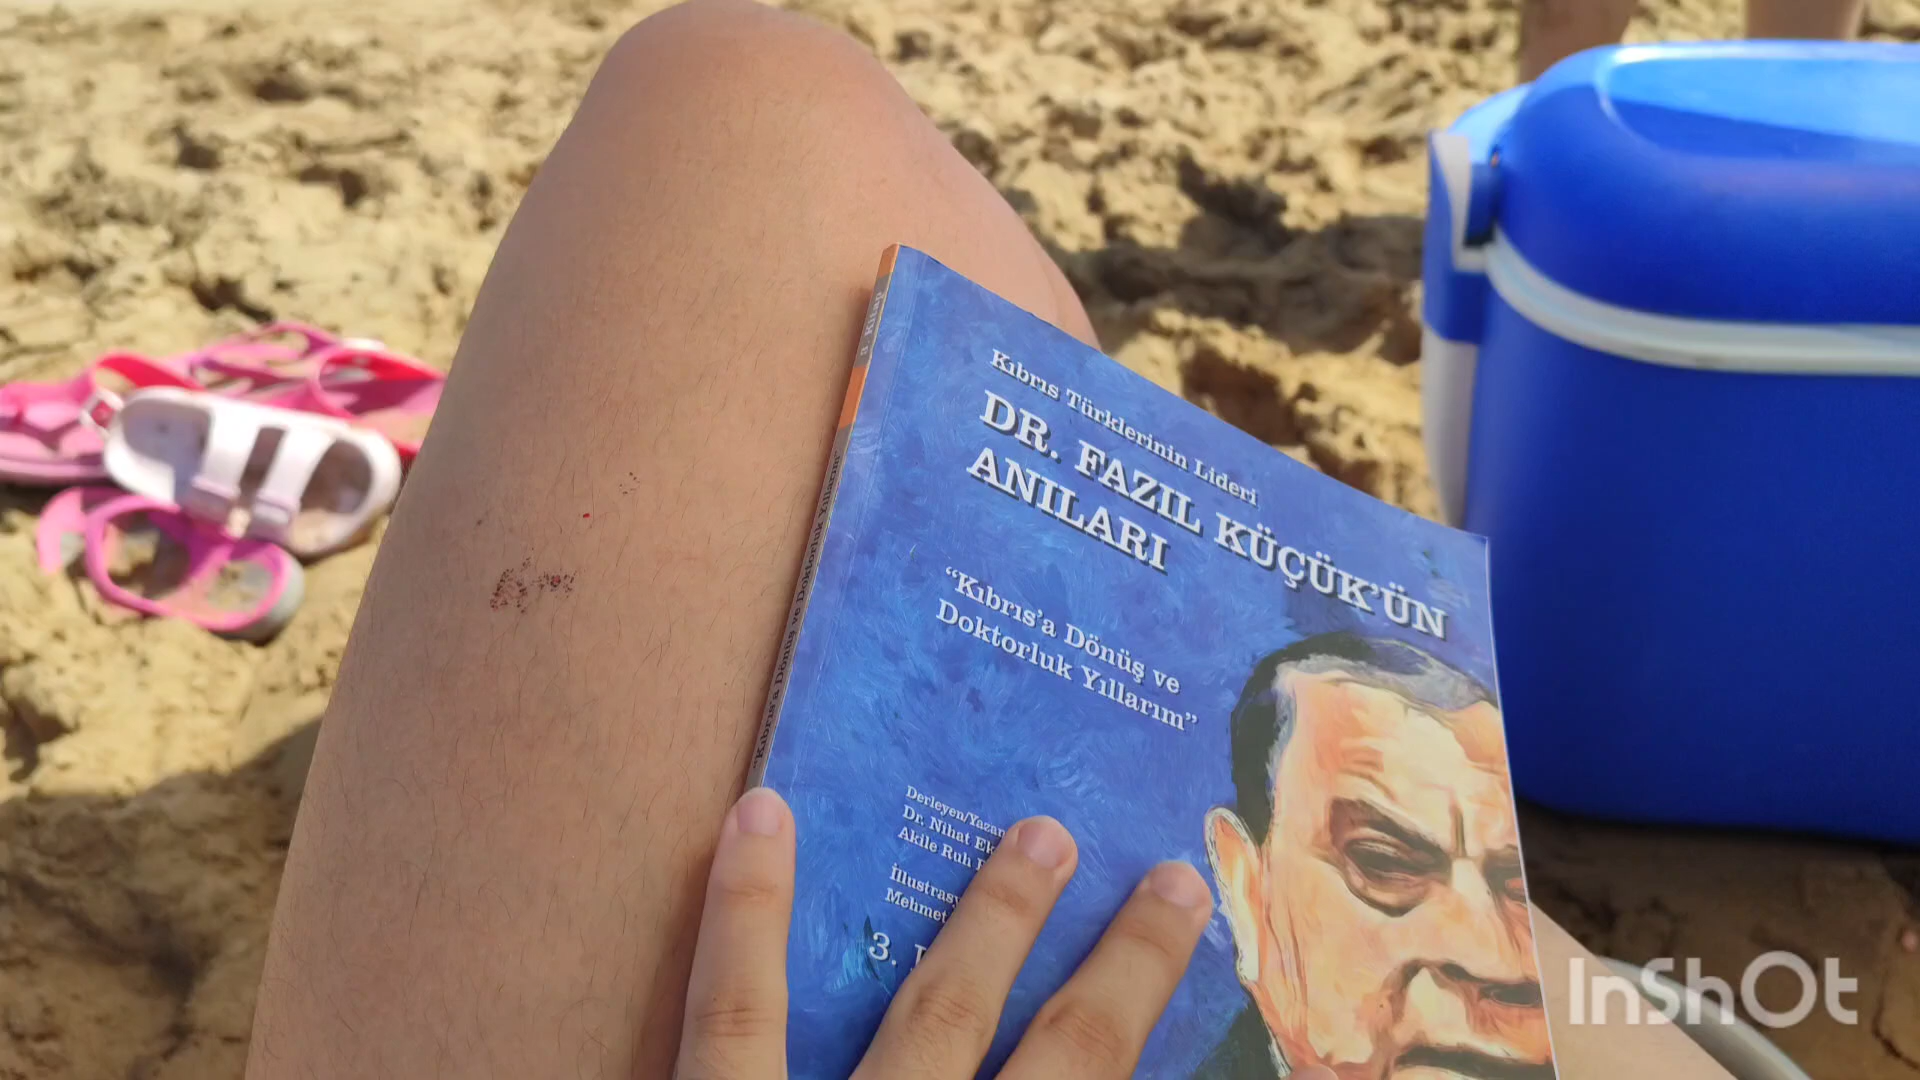 Kıbrıs Türklerinin Lideri
DR. FAZIL KÜÇÜK'ÜN
ANILARI
"Kıbrıs'a Dönüş ve
Doktorluk Yıllarım"
Derleyen/Yazan
Dr. Nihat
Akile Ruh
Mehmet
3.
3. Kitap
"Kıbrıs'a Dönüş ve Doktorluk Yıllarım"
InShOt